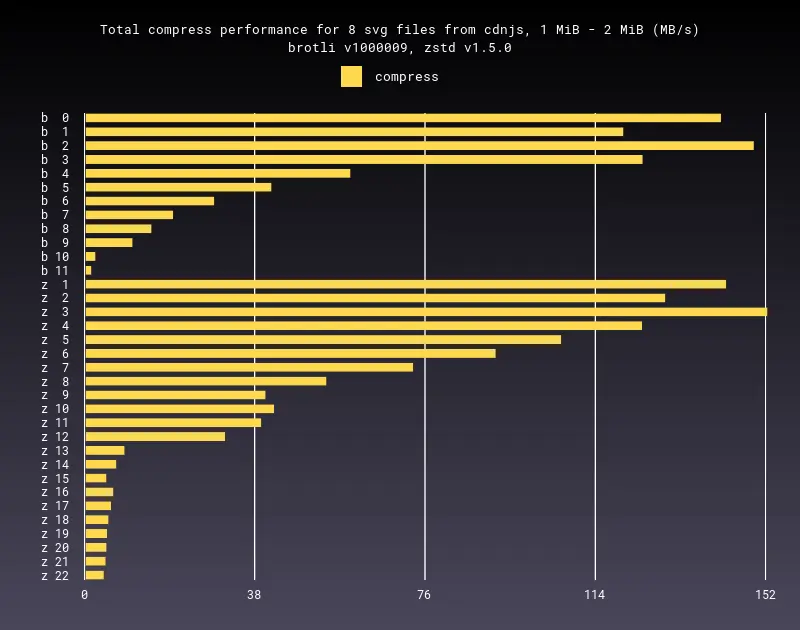 Total compress performance for 8 svg files from cdnjs, 1 MiB - 2 MiB (MB/s)
brotli v1000009, zstd v1.5.0
compress
b 0
b 1
b 2
b 3
b 4
b 5
b 6
b 7
b 8
b 9
b 10
b 11
z 1
z 2
z 3
z 4
z 5
z 6
z 7
z 8
z 9
z 10
z 11
z 12
z 13
z 14
z 15
z 16
z 17
z 18
z 19
z 20
z 21
z 22
0 38 76 114 152